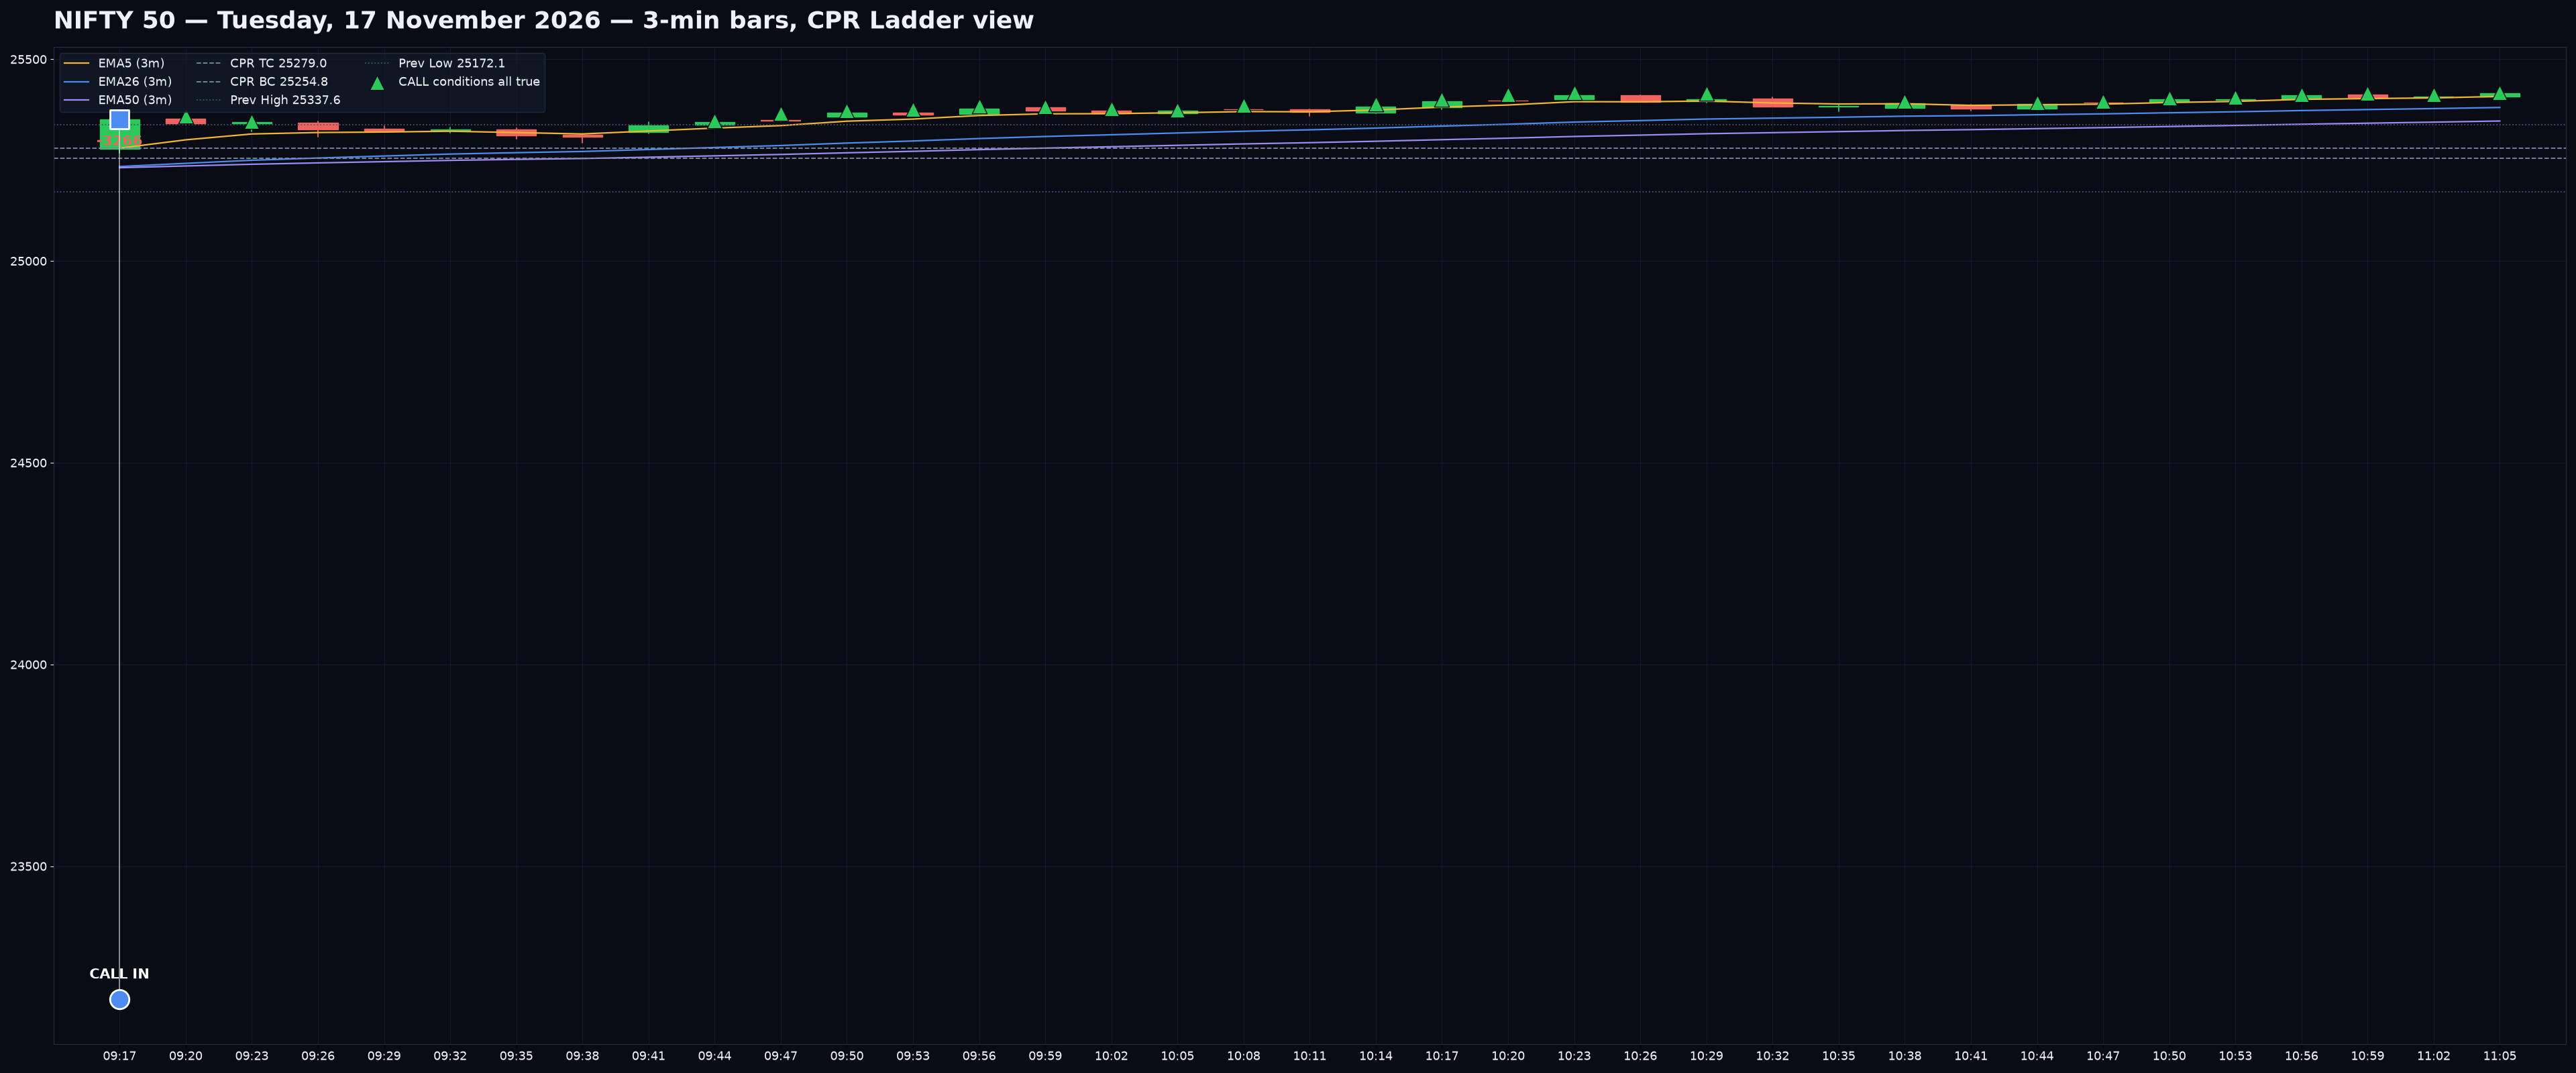 NIFTY 50 — Tuesday, 17 November 2026 — 3-min bars, CPR Ladder view
EMA5 (3m)
EMA26 (3m)
EMA50 (3m)
CPR TC 25279.0
CPR BC 25254.8
Prev High 25337.6
Prev Low 25172.1
CALL conditions all true
25500
25000
24500
24000
23500
CALL IN
09:17 09:20 09:23 09:26 09:29 09:32 09:35 09:38 09:41 09:44 09:47 09:50 09:53 09:56 09:59 10:02 10:05 10:08 10:11 10:14 10:17 10:20 10:23 10:26 10:29 10:32 10:35 10:38 10:41 10:44 10:47 10:50 10:53 10:56 10:59 11:02 11:05